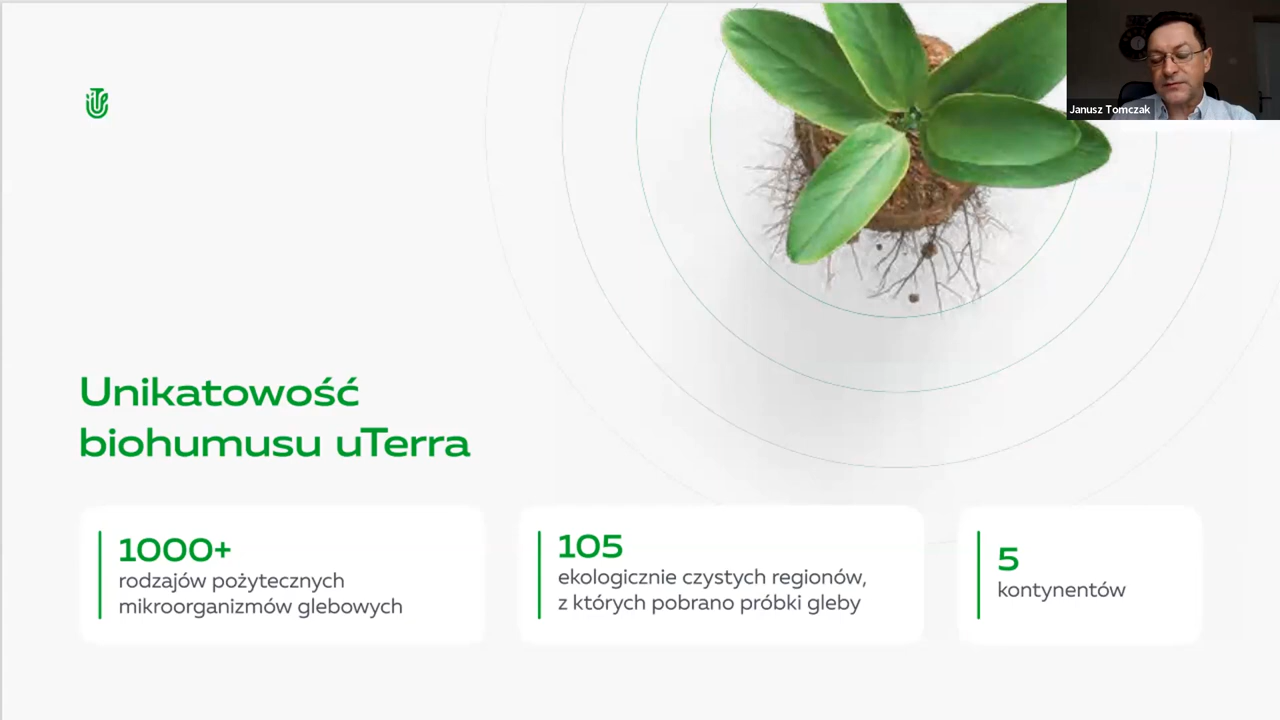 Janusz Tomczak
Unikatowość
biohumusu uTerra
1000+
rodzajów pożytecznych
mikroorganizmów glebowych
105
ekologicznie czystych regionów,
z których pobrano próbki gleby
5
kontynentów